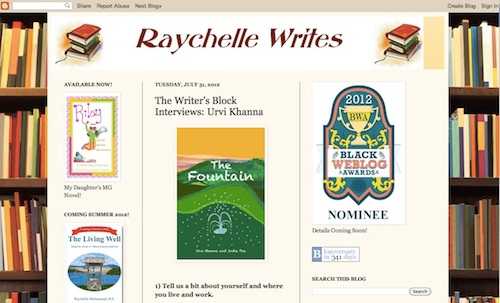 Share Report Abuse Next Blog» Create Blog Sign In
Raychelle Writes
AVAILABLE NOW!
Riley
My Daughter's MG
Novel!
COMING SUMMER 2012!
The Living Well
TUESDAY, JULY 31, 2012
The Writer's Block
Interviews: Urvi Khanna
The
Fountain
1) Tell us a bit about yourself and where
you live and work.
2012
BWA
BLACK
WEBLOG
AWARDS
NOMINEE
Details Coming Soon!
in 341 days
SEARCH THIS BLOG
Search